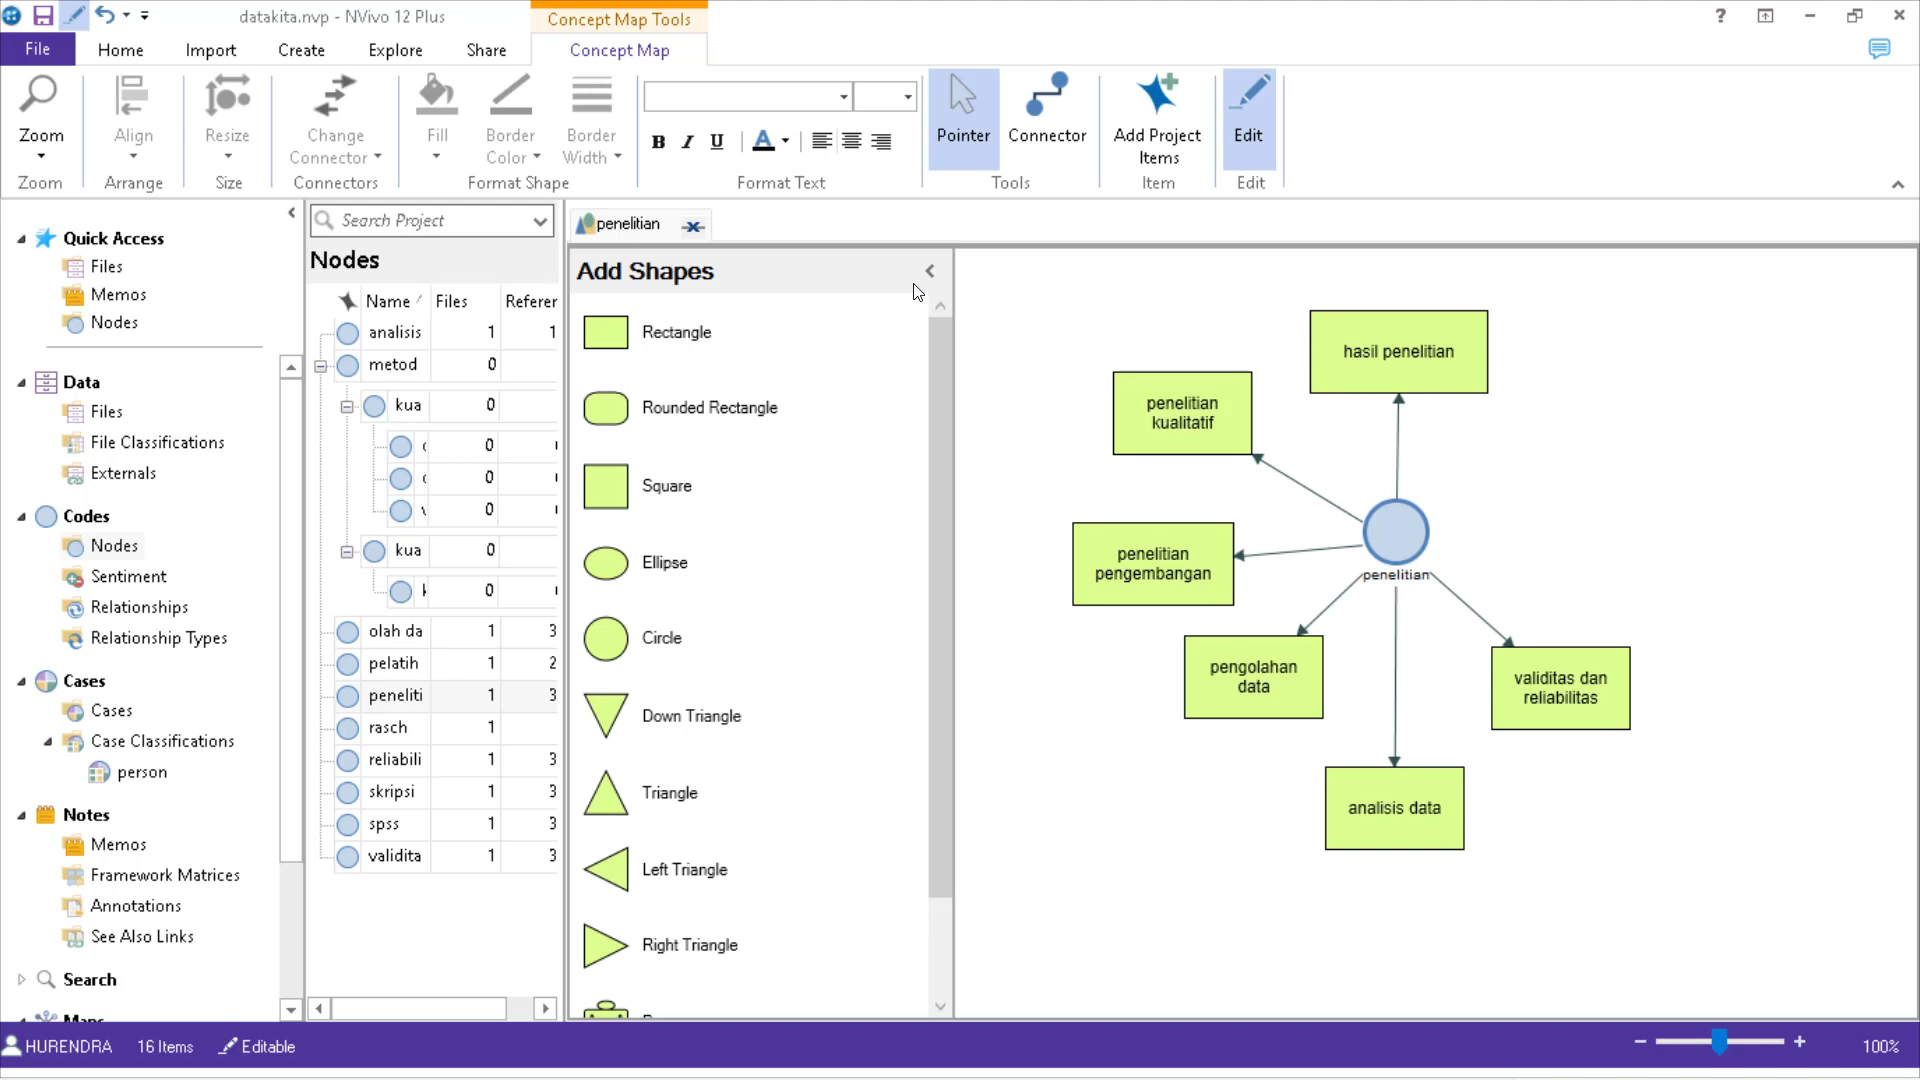 datakita.nvp - NVivo 12 Plus
Concept Map Tools
?
File
Home
Import
Create
Explore
Share
Concept Map
Zoom
Align
Resize
Change
Connector
Fill
Border
Color
Border
Width
B I U A
Pointer
Connector
Add Project
Items
Edit
Zoom
Arrange
Size
Connectors
Format Shape
Format Text
Tools
Item
Edit
Quick Access
Files
Memos
Nodes
Data
Files
File Classifications
Externals
Codes
Nodes
Sentiment
Relationships
Relationship Types
Cases
Cases
Case Classifications
person
Notes
Memos
Framework Matrices
Annotations
See Also Links
Search
Maps
Search Project
Nodes
Name Files Referer
analisis 1 1
metod 0
kua 0
0
0
0
kua 0
0
olah da 1 3
pelatih 1 2
peneliti 1 3
rasch 1
reliabili 1 3
skripsi 1 3
spss 1 3
validita 1 3
penelitian
Add Shapes
Rectangle
Rounded Rectangle
Square
Ellipse
Circle
Down Triangle
Triangle
Left Triangle
Right Triangle
hasil penelitian
penelitian
kualitatif
penelitian
pengembangan
penelitian
pengolahan
data
validitas dan
reliabilitas
analisis data
HURENDRA
16 Items
Editable
100%